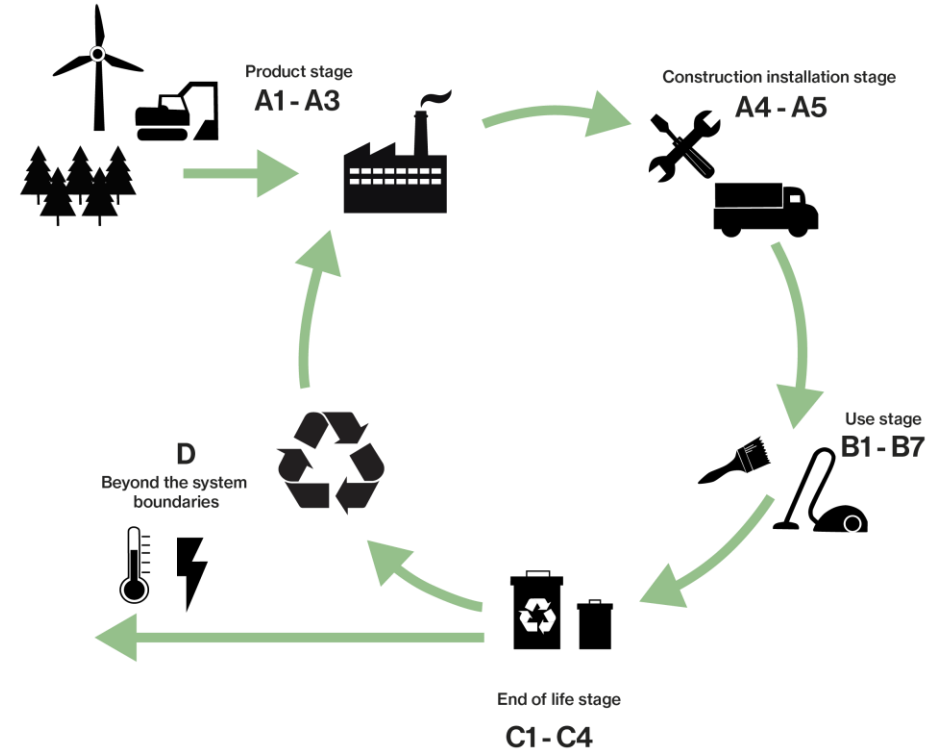 Product stage
A1 - A3
Construction installation stage
A4 - A5
Use stage
B1 - B7
D
Beyond the system
boundaries
End of life stage
C1 - C4